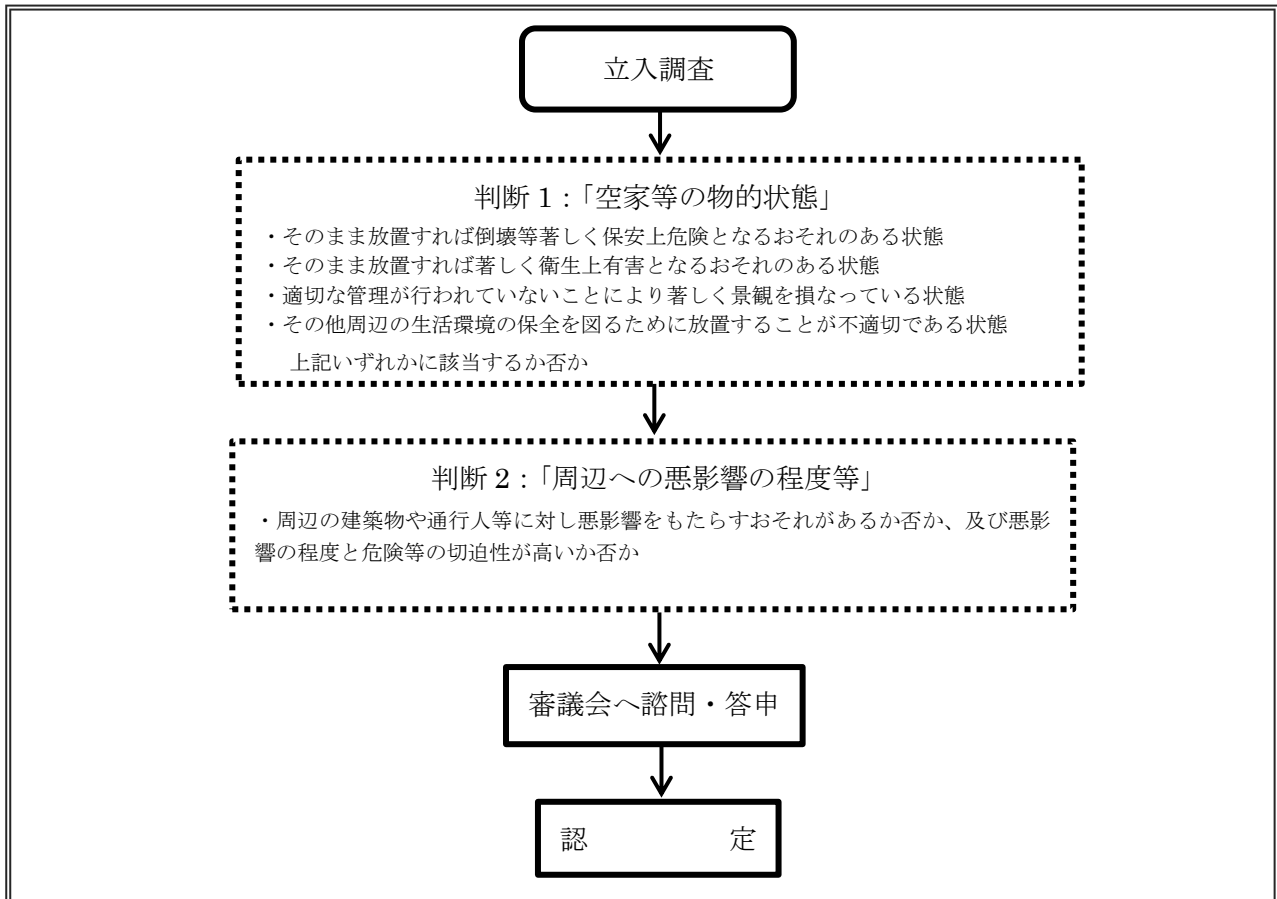 立入調査
判断 1：「空家等の物的状態」
・そのまま放置すれば倒壊等著しく保安上危険となるおそれのある状態
・そのまま放置すれば著しく衛生上有害となるおそれのある状態
・適切な管理が行われていないことにより著しく景観を損なっている状態
・その他周辺の生活環境の保全を図るために放置することが不適切である状態
上記いずれかに該当するか否か
判断 2：「周辺への悪影響の程度等」
・周辺の建築物や通行人等に対し悪影響をもたらすおそれがあるか否か、及び悪影
響の程度と危険等の切迫性が高いか否か
審議会へ諮問・答申
認　　　　　定